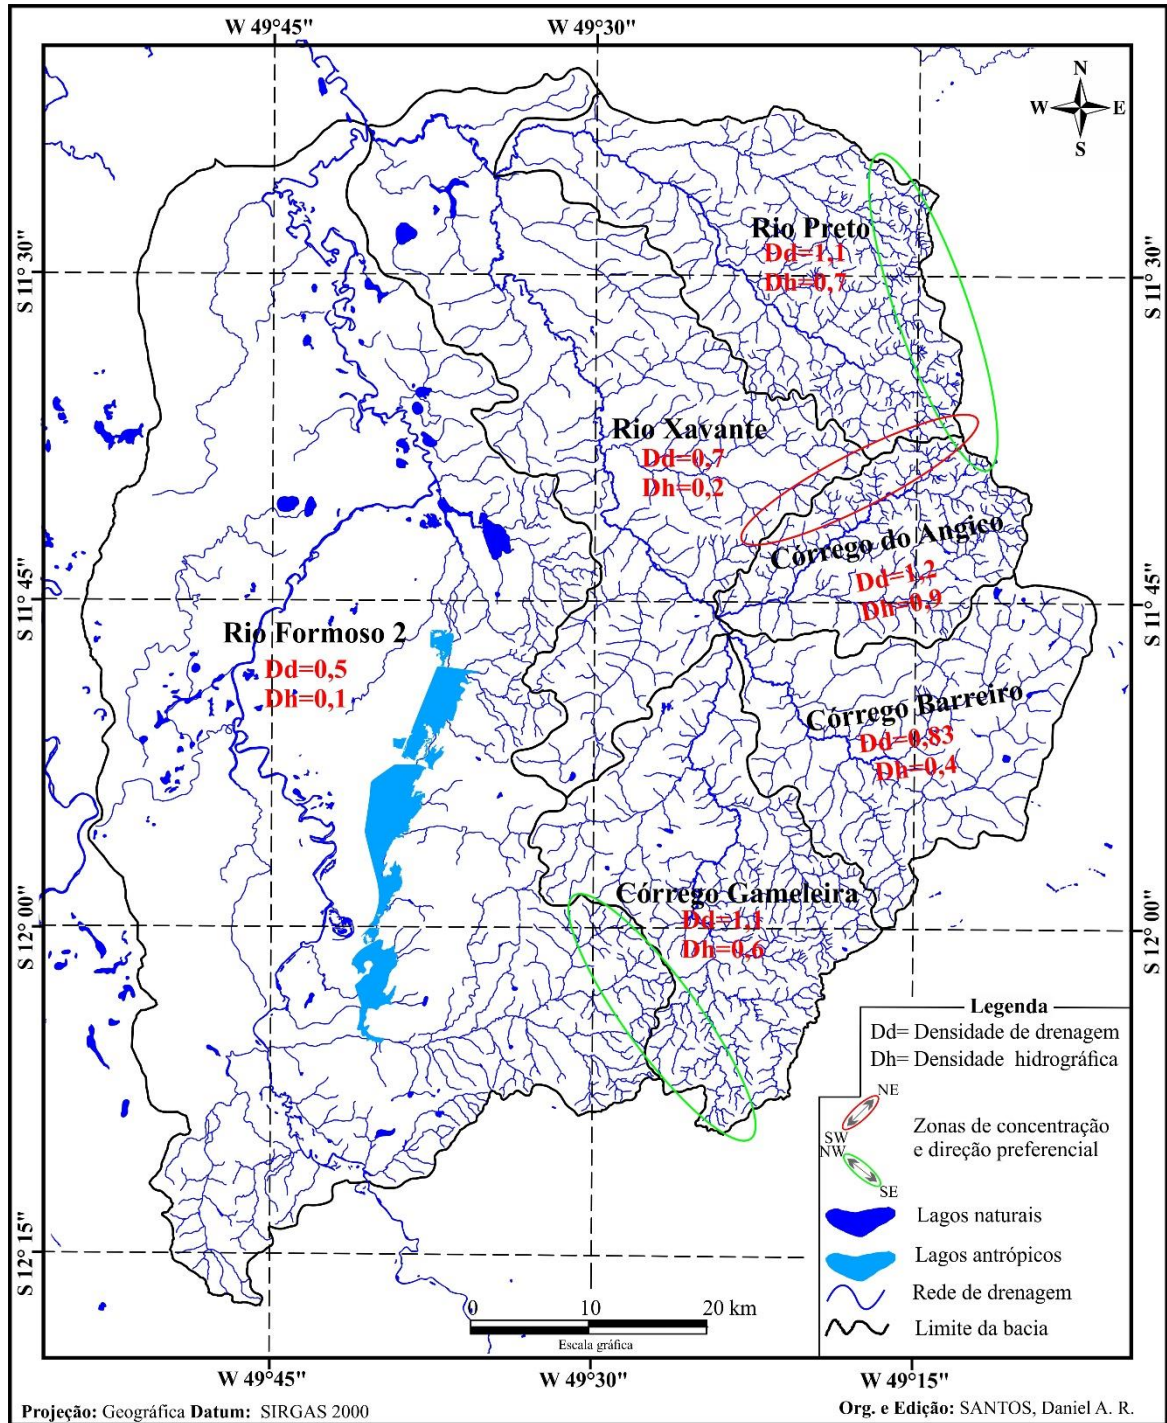 W 49°45" W 49°30"
N
W E
S
S 11° 30" S 11° 30"
Rio Preto
Dd=1,1
Dh=0,7
Rio Xavante
Dd=0,7
Dh=0,2
Córrego do Angico
Dd=1,2
Dh=0,9
S 11°45" S 11° 45"
Rio Formoso 2
Dd=0,5
Dh=0,1
Córrego Barreiro
Dd=0,83
Dh=0,4
Córrego Gameleira
Dd=1,1
Dh=0,6
S 12° 00" S 12° 00"
Legenda
Dd= Densidade de drenagem
Dh= Densidade hidrográfica
NE
SW
NW
SE
Zonas de concentração
e direção preferencial
Lagos naturais
Lagos antrópicos
Rede de drenagem
Limite da bacia
S 12°15"
0 10 20 km
Escala gráfica
W 49°45" W 49°30" W 49°15"
Projeção: Geográfica Datum: SIRGAS 2000
Org. e Edição: SANTOS, Daniel A. R.